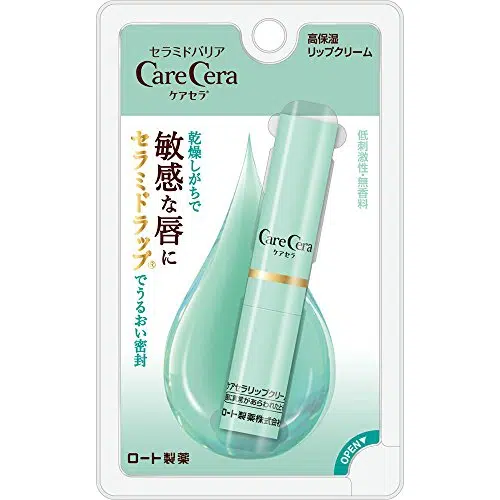 セラミドバリア
CareCera
ケアセラ®
高保湿
リップクリーム
低刺激性・無香料
乾燥しがちで
敏感な唇に
セラミドラップ※で
うるおい密封
CareCera
ケアセラ
ケアセラリップクリー
ロート製薬株式会社
ロート製薬
OPEN